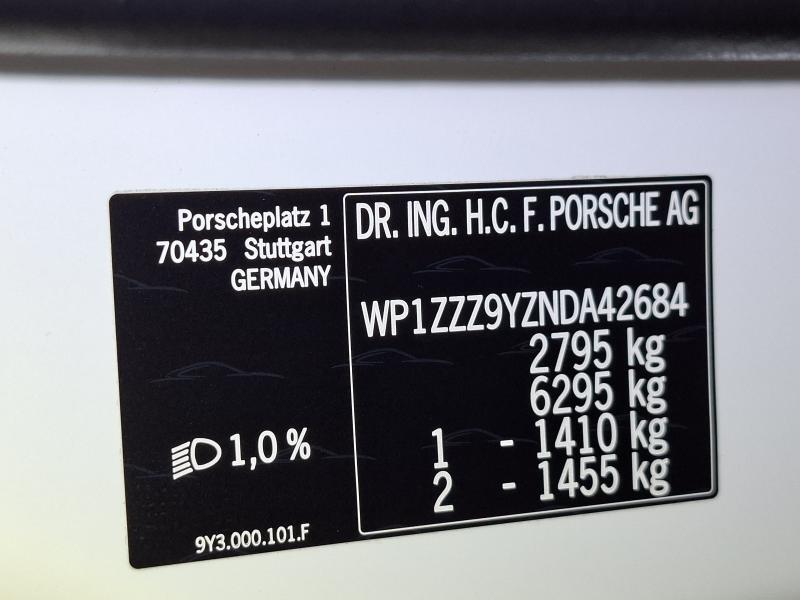 Porscheplatz 1
70435 Stuttgart
GERMANY
1,0 %
9Y3.000.101.F
DR. ING. H.C. F. PORSCHE AG
WP1ZZZ9YZNDA42684
2795 kg
6295 kg
1 - 1410 kg
2 - 1455 kg